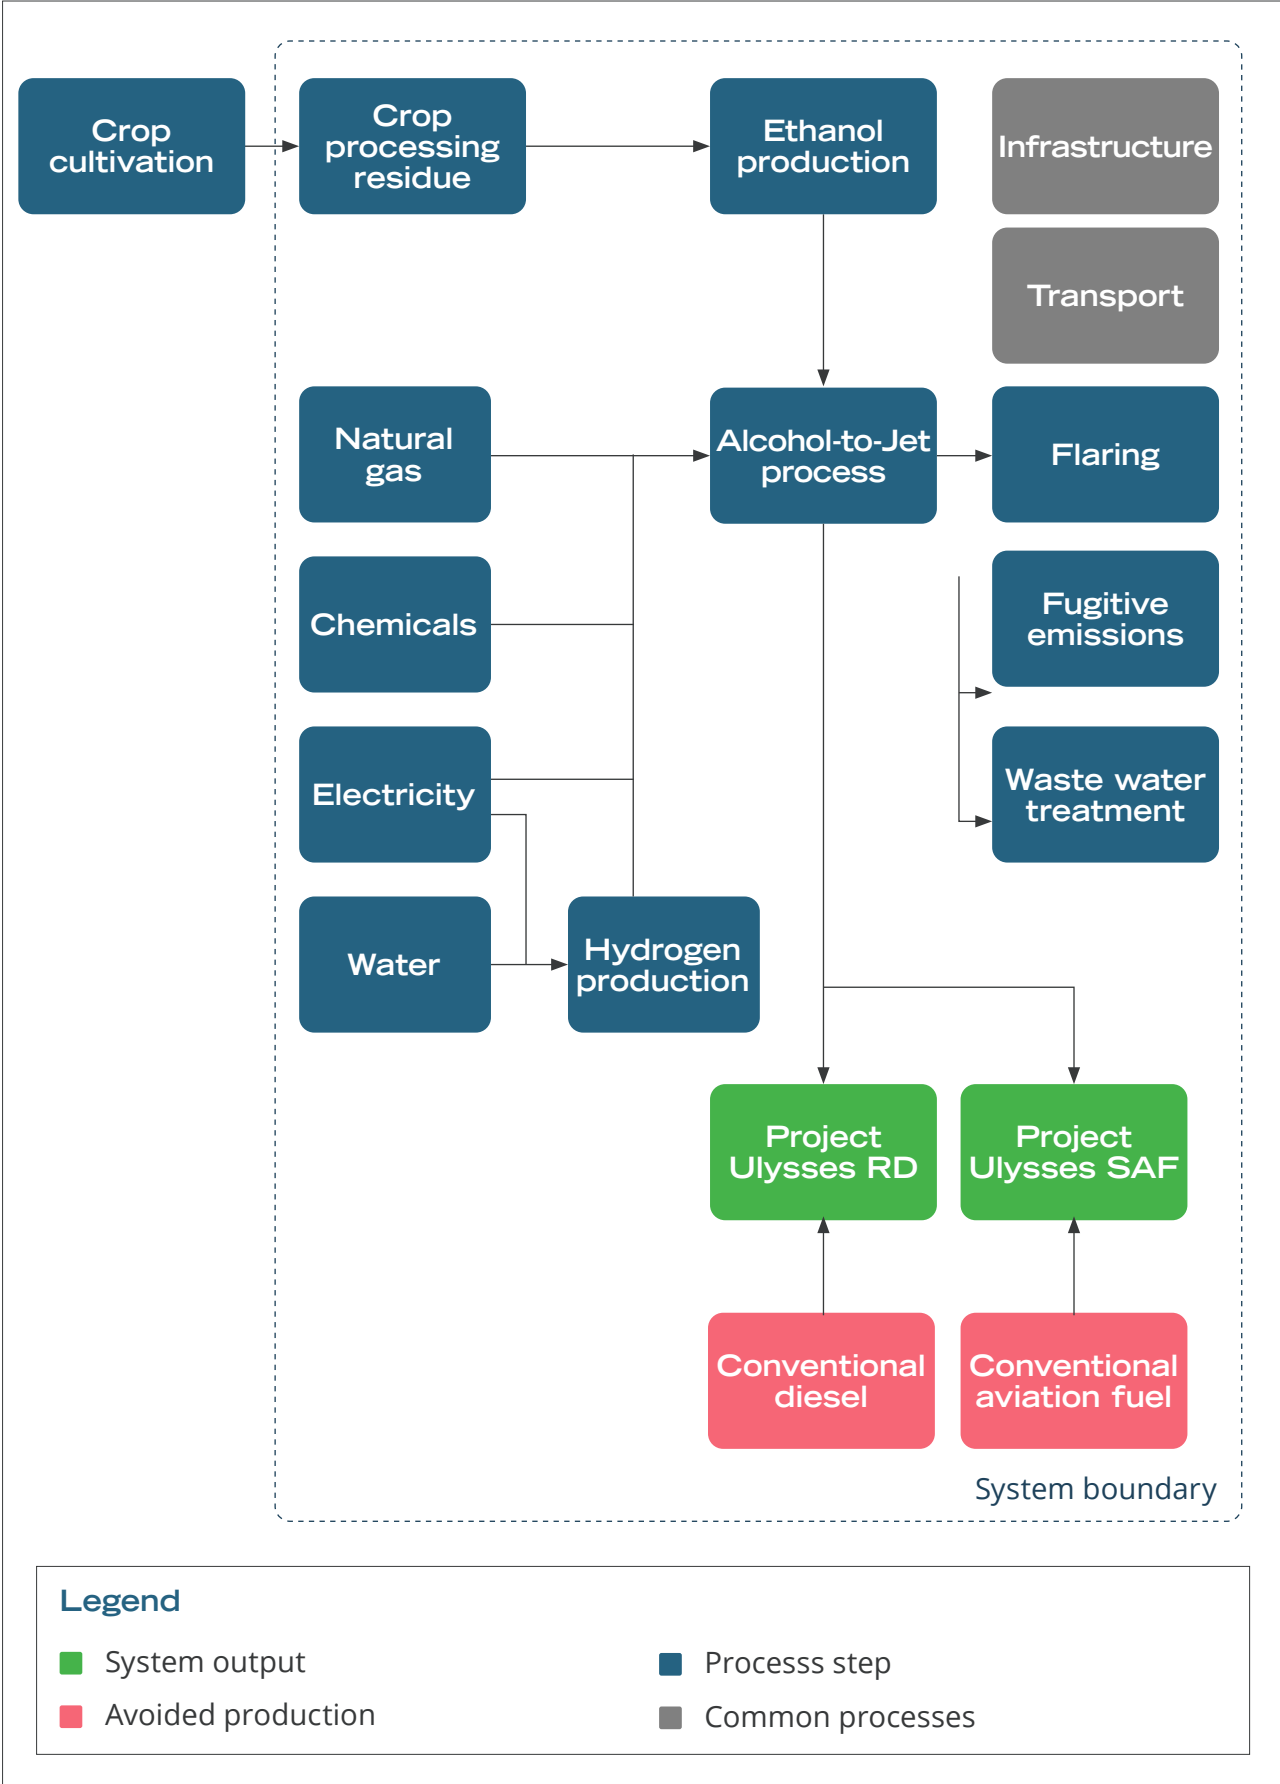 Crop
cultivation
Crop
processing
residue
Ethanol
production
Infrastructure
Transport
Natural
gas
Alcohol-to-Jet
process
Flaring
Chemicals
Fugitive
emissions
Electricity
Waste water
treatment
Water
Hydrogen
production
Project
Ulysses RD
Project
Ulysses SAF
Conventional
diesel
Conventional
aviation fuel
System boundary
Legend
System output
Processs step
Avoided production
Common processes